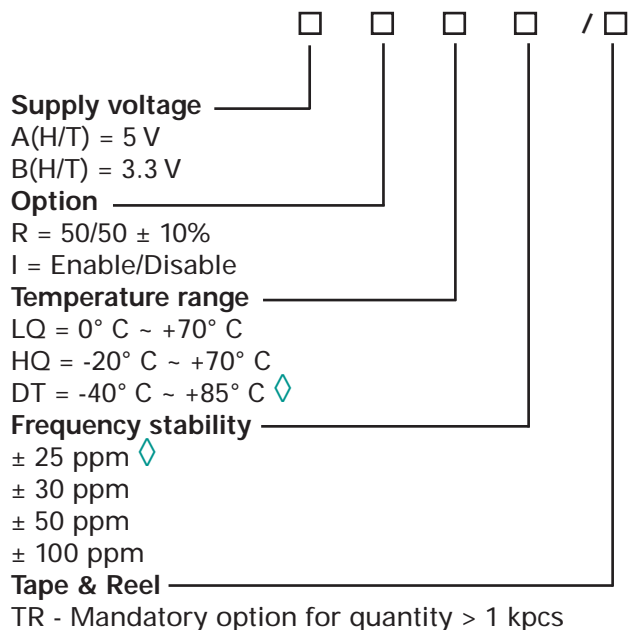 □ □ □ □ / □
Supply voltage
A(H/T) = 5 V
B(H/T) = 3.3 V
Option
R = 50/50 ± 10%
I = Enable/Disable
Temperature range
LQ = 0° C ~ +70° C
HQ = -20° C ~ +70° C
DT = -40° C ~ +85° C ◊
Frequency stability
± 25 ppm ◊
± 30 ppm
± 50 ppm
± 100 ppm
Tape & Reel
TR - Mandatory option for quantity > 1 kpcs